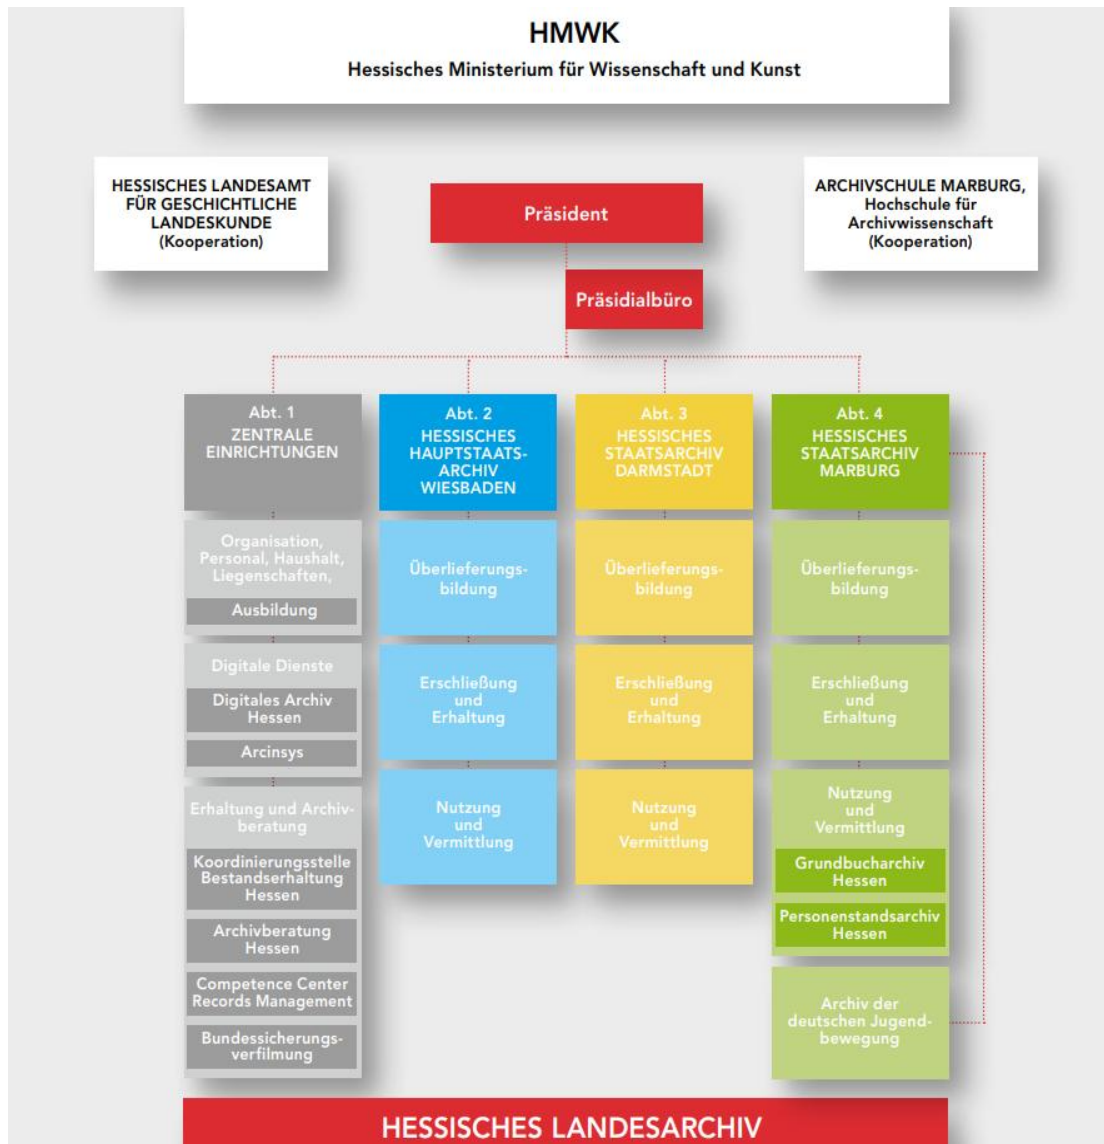 HMWK
Hessisches Ministerium für Wissenschaft und Kunst
HESSISCHES LANDESAMT
FÜR GESCHICHTLICHE
LANDESKUNDE
(Kooperation)
Präsident
ARCHIVSCHULE MARBURG,
Hochschule für
Archivwissenschaft
(Kooperation)
Präsidialbüro
Abt. 1
ZENTRALE
EINRICHTUNGEN
Organisation,
Personal, Haushalt,
Liegenschaften,
Ausbildung
Digitale Dienste
Digitales Archiv
Hessen
Arcinsys
Erhaltung und Archiv-
beratung
Koordinierungsstelle
Bestandserhaltung
Hessen
Archivberatung
Hessen
Competence Center
Records Management
Bundessicherungs-
verfilmung
Abt. 2
HESSISCHES
HAUPTSTAATS-
ARCHIV
WIESBADEN
Überlieferungs-
bildung
Erschließung
und
Erhaltung
Nutzung
und
Vermittlung
Abt. 3
HESSISCHES
STAATSARCHIV
DARMSTADT
Überlieferungs-
bildung
Erschließung
und
Erhaltung
Nutzung
und
Vermittlung
Abt. 4
HESSISCHES
STAATSARCHIV
MARBURG
Überlieferungs-
bildung
Erschließung
und
Erhaltung
Nutzung
und
Vermittlung
Grundbucharchiv
Hessen
Personenstandsarchiv
Hessen
Archiv der
deutschen Jugend-
bewegung
HESSISCHES LANDESARCHIV